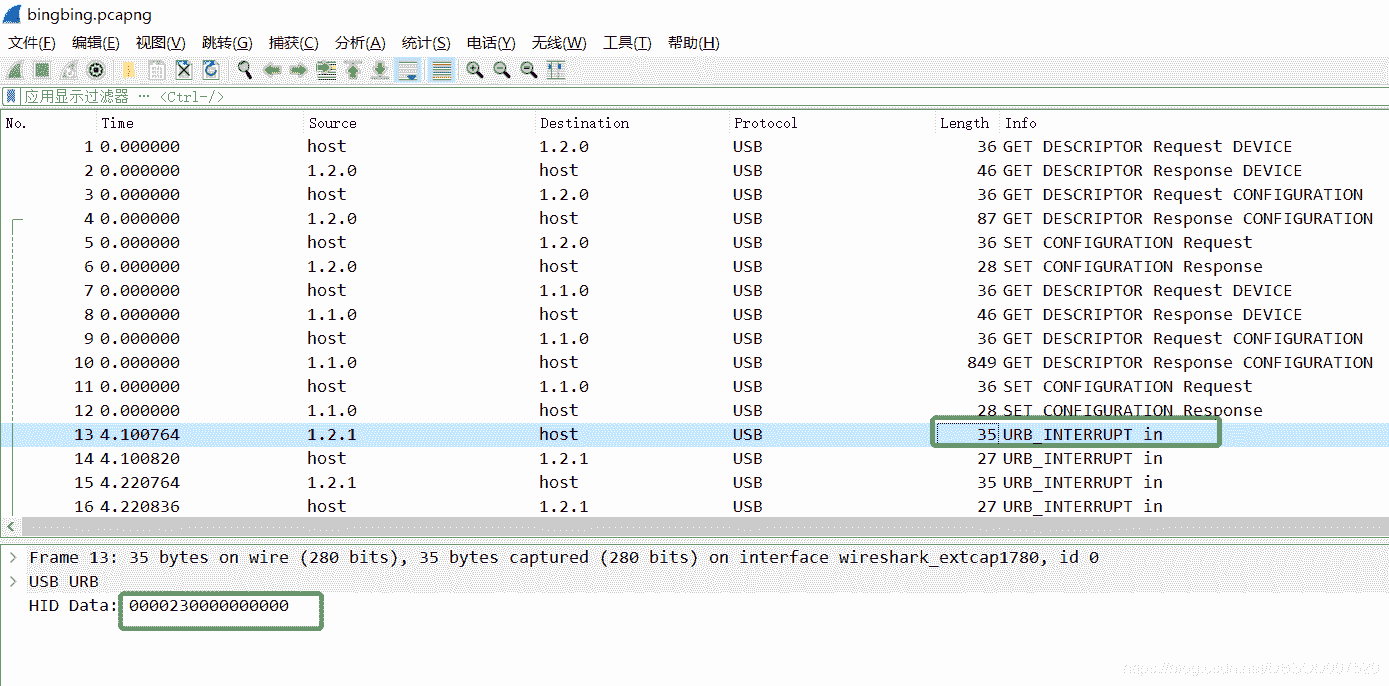 bingbing.pcapng
文件(F) 编辑(E) 视图(V) 跳转(G) 捕获(C) 分析(A) 统计(S) 电话(Y) 无线(W) 工具(T) 帮助(H)
应用显示过滤器 … <Ctrl-/>
No. Time Source Destination Protocol Length Info
1 0.000000 host 1.2.0 USB 36 GET DESCRIPTOR Request DEVICE
2 0.000000 1.2.0 host USB 46 GET DESCRIPTOR Response DEVICE
3 0.000000 host 1.2.0 USB 36 GET DESCRIPTOR Request CONFIGURATION
4 0.000000 1.2.0 host USB 87 GET DESCRIPTOR Response CONFIGURATION
5 0.000000 host 1.2.0 USB 36 SET CONFIGURATION Request
6 0.000000 1.2.0 host USB 28 SET CONFIGURATION Response
7 0.000000 host 1.1.0 USB 36 GET DESCRIPTOR Request DEVICE
8 0.000000 1.1.0 host USB 46 GET DESCRIPTOR Response DEVICE
9 0.000000 host 1.1.0 USB 36 GET DESCRIPTOR Request CONFIGURATION
10 0.000000 1.1.0 host USB 849 GET DESCRIPTOR Response CONFIGURATION
11 0.000000 host 1.1.0 USB 36 SET CONFIGURATION Request
12 0.000000 1.1.0 host USB 28 SET CONFIGURATION Response
13 4.100764 1.2.1 host USB 35 URB_INTERRUPT in
14 4.100820 host 1.2.1 USB 27 URB_INTERRUPT in
15 4.220764 1.2.1 host USB 35 URB_INTERRUPT in
16 4.220836 host 1.2.1 USB 27 URB_INTERRUPT in
Frame 13: 35 bytes on wire (280 bits), 35 bytes captured (280 bits) on interface wireshark_extcap1780, id 0
USB URB
HID Data: 0000230000000000